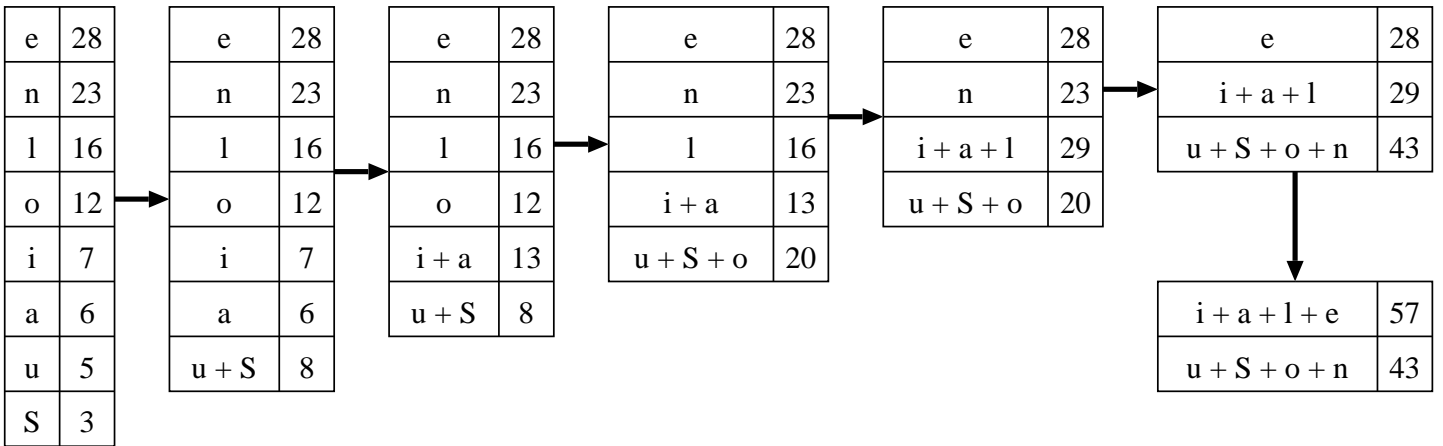 e 28
n 23
l 16
o 12
i 7
a 6
u 5
S 3
e 28
n 23
l 16
o 12
i 7
a 6
u + S 8
e 28
n 23
l 16
o 12
i + a 13
u + S 8
e 28
n 23
l 16
i + a 13
u + S + o 20
e 28
n 23
i + a + l 29
u + S + o 20
e 28
i + a + l 29
u + S + o + n 43
i + a + l + e 57
u + S + o + n 43